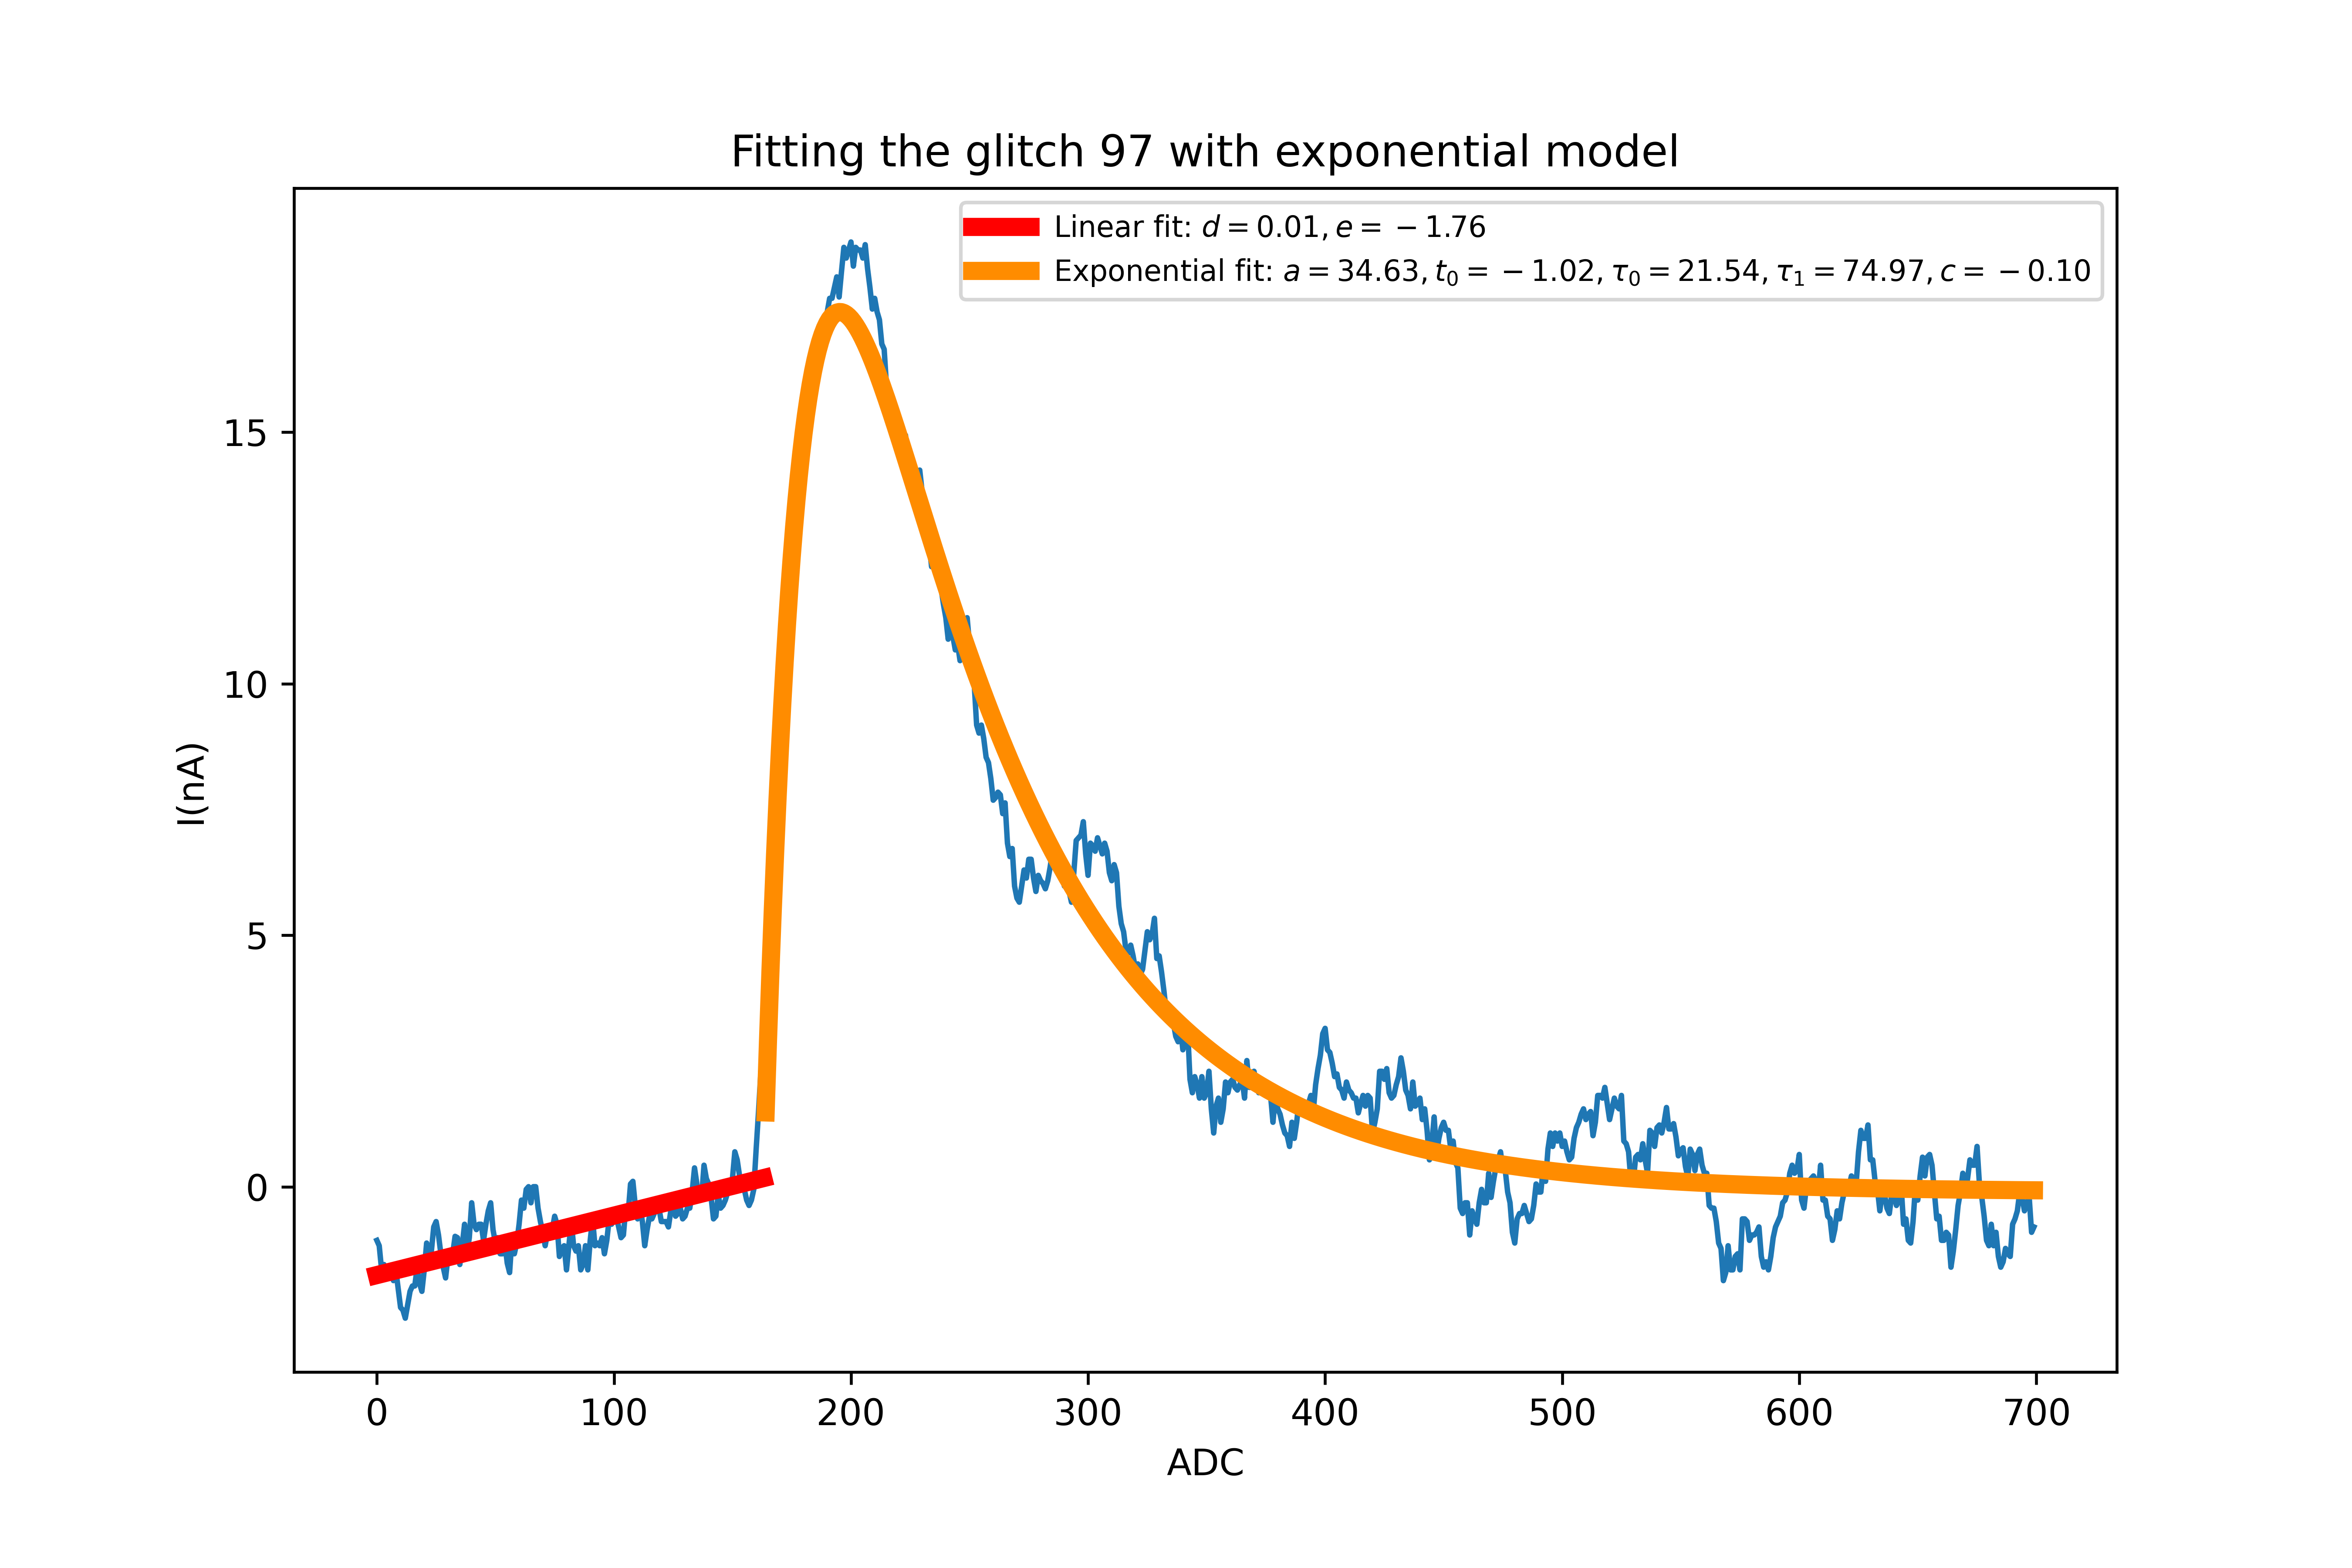 Fitting the glitch 97 with exponential model
Linear fit: d = 0.01, e = − 1.76
Exponential fit: a = 34.63, t₀ = − 1.02, τ₀ = 21.54, τ₁ = 74.97, c = − 0.10
15
10
5
0
I(nA)
0 100 200 300 400 500 600 700
ADC